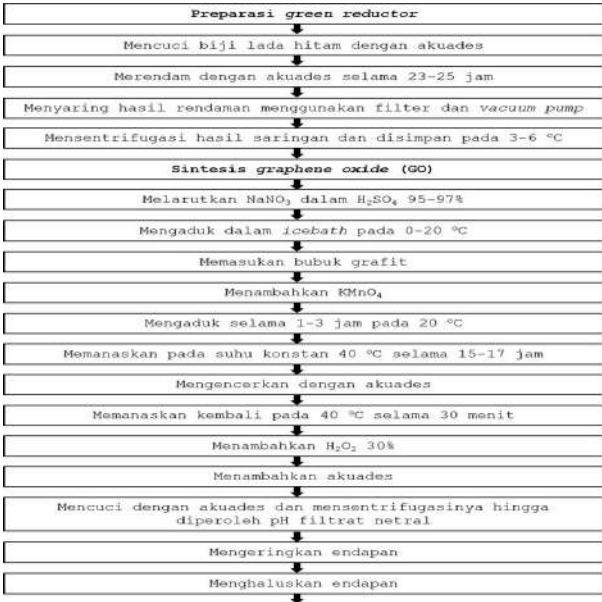 Preparasi green reductor
Mencuci biji lada hitam dengan akuades
Merendam dengan akuades selama 23-25 jam
Menyaring hasil rendaman menggunakan filter dan vacuum pump
Mensentrifugasi hasil saringan dan disimpan pada 3-6 °C
Sintesis graphene oxide (GO)
Melarutkan NaNO₃ dalam H₂SO₄ 95-97%
Mengaduk dalam icebath pada 0-20 °C
Memasukan bubuk grafit
Menambahkan KMnO₄
Mengaduk selama 1-3 jam pada 20 °C
Memanaskan pada suhu konstan 40 °C selama 15-17 jam
Mengencerkan dengan akuades
Memanaskan kembali pada 40 °C selama 30 menit
Menambahkan H₂O₂ 30%
Menambahkan akuades
Mencuci dengan akuades dan mensentrifugasinya hingga
diperoleh pH filtrat netral
Mengeringkan endapan
Menghaluskan endapan